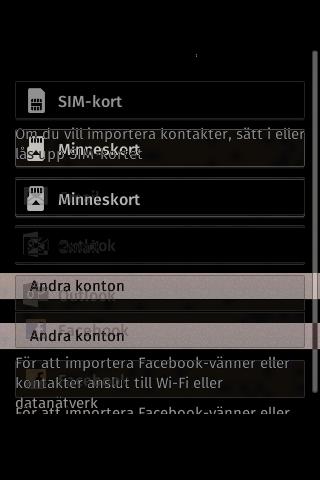 SIM-kort
Om du vill importera kontakter, sätt i eller
lås upp SIM-kortet
Minneskort
Minneskort
Outlook
Andra konton
Outlook
Facebook
Andra konton
För att importera Facebook-vänner eller
kontakter anslut till Wi-Fi eller
datanätverk
För att importera Facebook-vänner eller